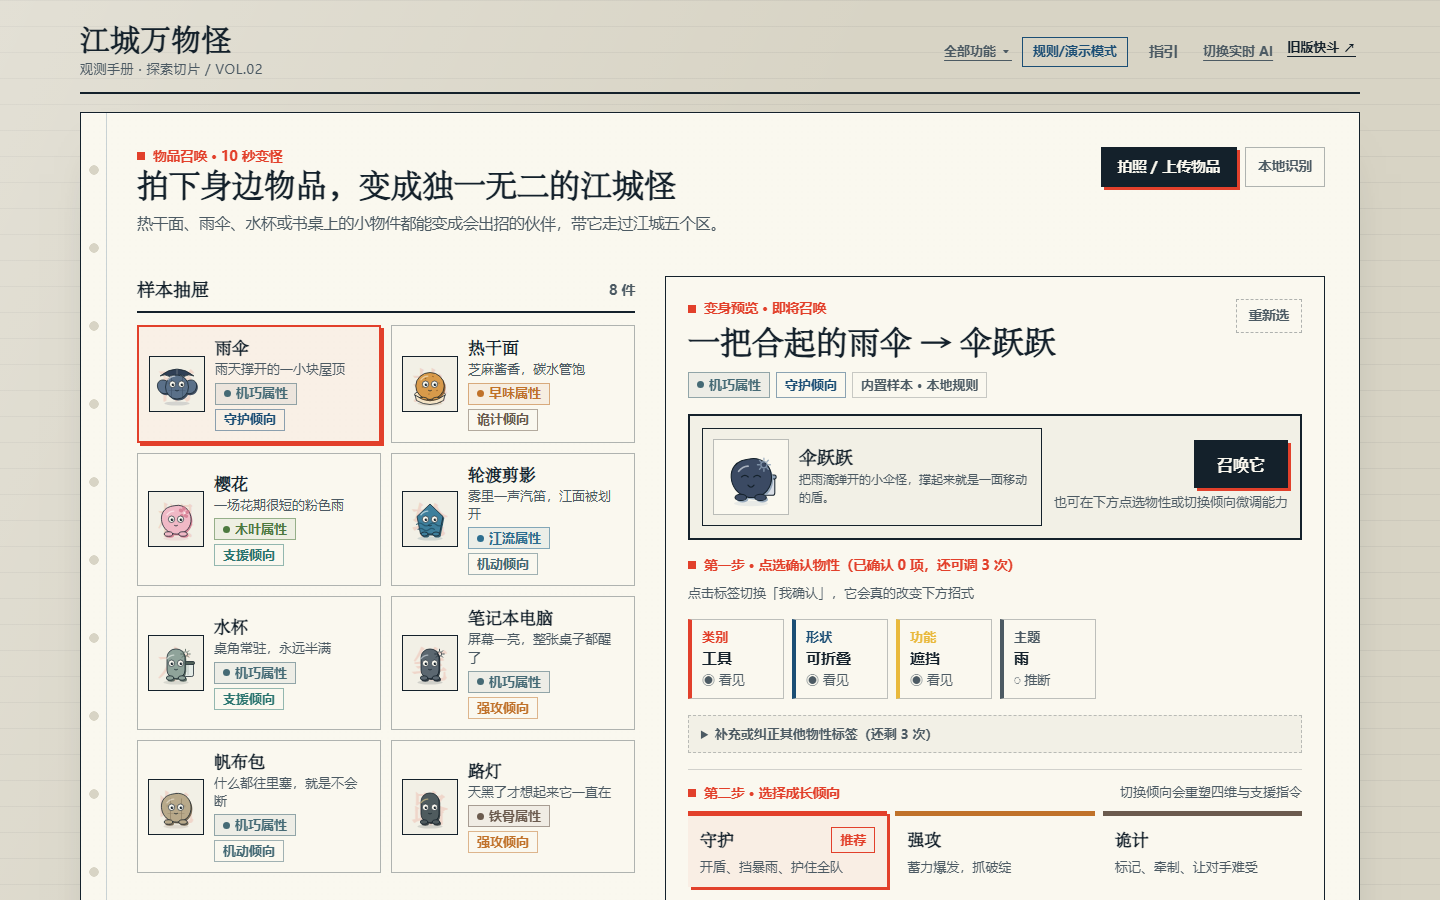 江城万物怪
观测手册 · 探索切片 / VOL.02
全部功能
规则/演示模式
指引
切换实时 AI
旧版快斗 ↗
物品召唤 • 10 秒变怪
拍下身边物品，变成独一无二的江城怪
热干面、雨伞、水杯或书桌上的小物件都能变成会出招的伙伴，带它走过江城五个区。
拍照 / 上传物品
本地识别
样本抽屉
8 件
雨伞
雨天撑开的一小块屋顶
机巧属性
守护倾向
热干面
芝麻酱香，碳水管饱
早味属性
诡计倾向
樱花
一场花期很短的粉色雨
木叶属性
支援倾向
轮渡剪影
雾里一声汽笛，江面被划
开
江流属性
机动倾向
水杯
桌角常驻，永远半满
机巧属性
支援倾向
笔记本电脑
屏幕一亮，整张桌子都醒
了
机巧属性
强攻倾向
帆布包
什么都往里塞，就是不会
断
机巧属性
机动倾向
路灯
天黑了才想起来它一直在
铁骨属性
强攻倾向
变身预览 • 即将召唤
一把合起的雨伞 → 伞跃跃
重新选
机巧属性
守护倾向
内置样本 • 本地规则
伞跃跃
把雨滴弹开的小伞怪，撑起来就是一面移动
的盾。
召唤它
也可在下方点选物性或切换倾向微调能力
第一步 • 点选确认物性（已确认 0 项，还可调 3 次）
点击标签切换「我确认」，它会真的改变下方招式
类别
工具
◉ 看见
形状
可折叠
◉ 看见
功能
遮挡
◉ 看见
主题
雨
○ 推断
▶ 补充或纠正其他物性标签（还剩 3 次）
第二步 • 选择成长倾向
切换倾向会重塑四维与支援指令
守护
推荐
开盾、挡暴雨、护住全队
强攻
蓄力爆发，抓破绽
诡计
标记、牵制、让对手难受